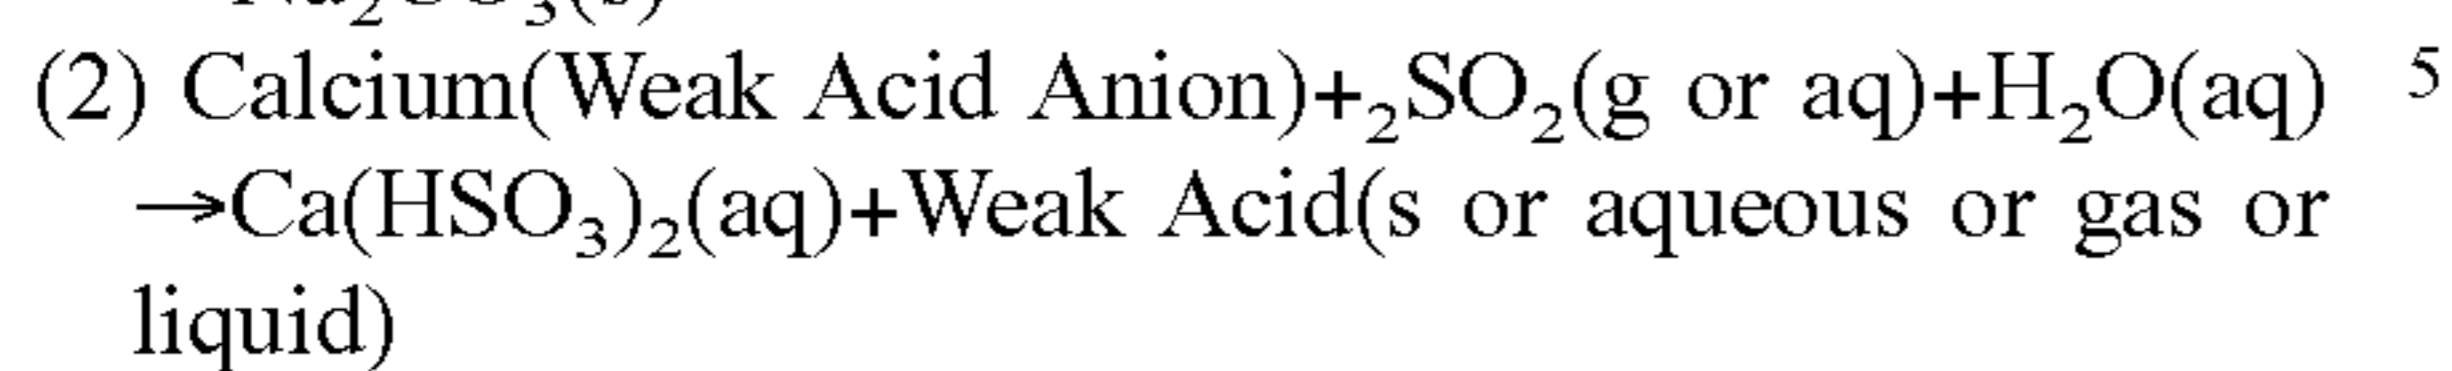 (2) Calcium(Weak Acid Anion)+₂SO₂(g or aq)+H₂O(aq) 5
→Ca(HSO₃)₂(aq)+Weak Acid(s or aqueous or gas or
liquid)